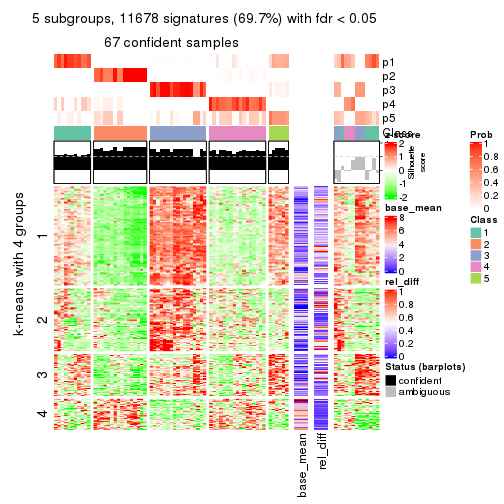 5 subgroups, 11678 signatures (69.7%) with fdr < 0.05
67 confident samples
p1
p2
p3
p4
p5
Class
z-score
2
1
0
-1
-2
Silhouette
score
base_mean
8
6
4
2
0
rel_diff
1
0.8
0.6
0.4
0.2
0
Status (barplots)
confident
ambiguous
Prob
1
0.8
0.6
0.4
0.2
0
Class
1
2
3
4
5
k-means with 4 groups
1
2
3
4
base_mean
rel_diff